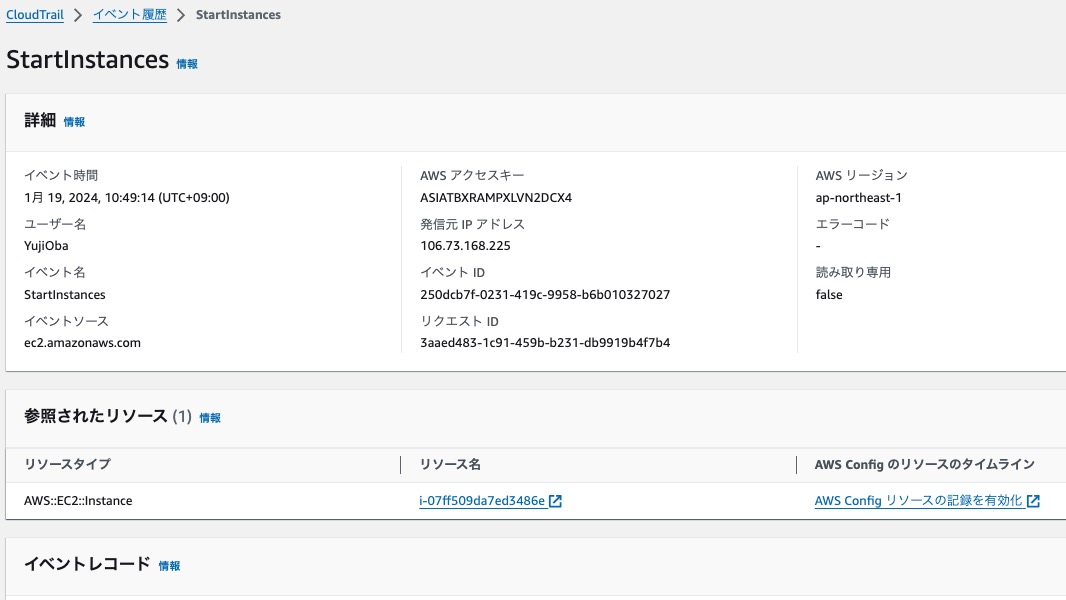 CloudTrail > イベント履歴 > StartInstances
StartInstances 情報
詳細 情報
イベント時間
1月 19, 2024, 10:49:14 (UTC+09:00)
ユーザー名
YujiOba
イベント名
StartInstances
イベントソース
ec2.amazonaws.com
AWS アクセスキー
ASIATBXRAMPXLVN2DCX4
発信元 IP アドレス
106.73.168.225
イベント ID
250dcb7f-0231-419c-9958-b6b010327027
リクエスト ID
3aaed483-1c91-459b-b231-db9919b4f7b4
AWS リージョン
ap-northeast-1
エラーコード
-
読み取り専用
false
参照されたリソース (1) 情報
リソースタイプ リソース名 AWS Config のリソースのタイムライン
AWS::EC2::Instance i-07ff509da7ed3486e AWS Config リソースの記録を有効化
イベントレコード 情報